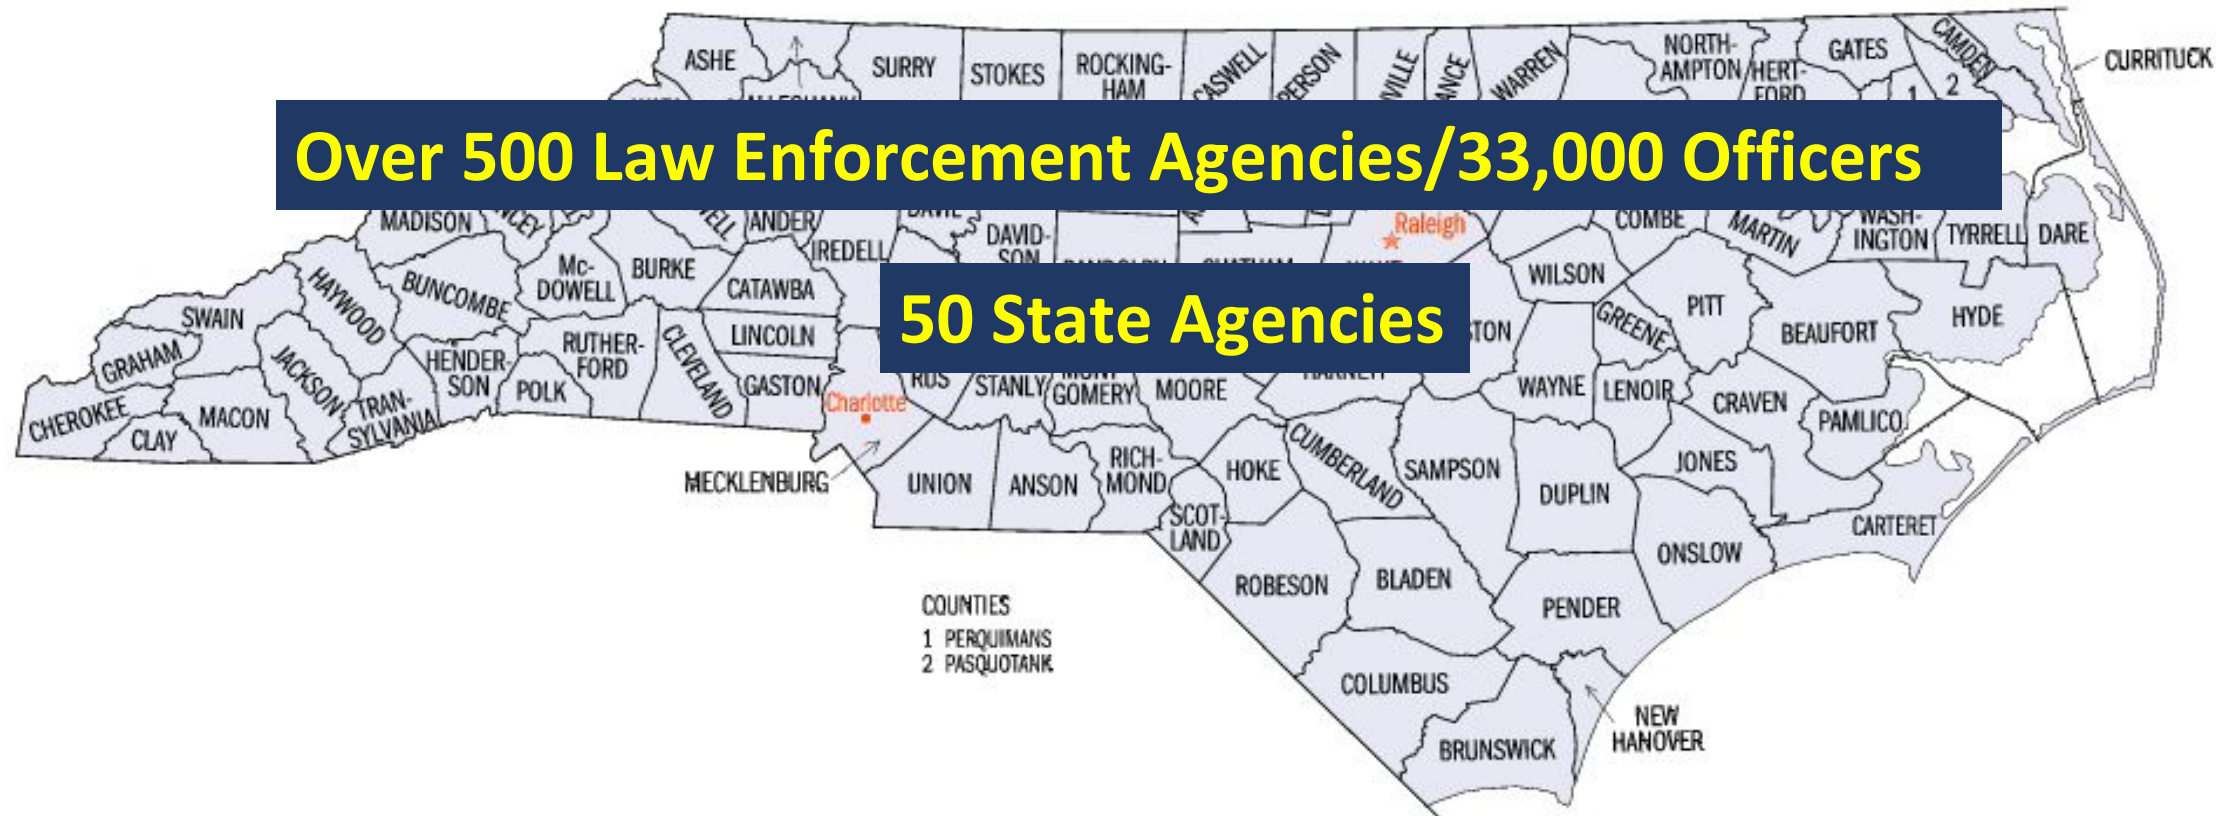 ASHE
SURRY
STOKES
ROCKING-
HAM
CASWELL
PERSON
WARREN
NORTH-
AMPTON
HERT-
FORD
GATES
CAMDEN
1
2
CURRITUCK
Over 500 Law Enforcement Agencies/33,000 Officers
MADISON
IREDELL
DAVID-
SON
Raleigh
COMBE
MARTIN
WASH-
INGTON
TYRRELL
DARE
ANDER
Mc-
DOWELL
BURKE
CATAWBA
HAYWOOD
BUNCOMBE
WILSON
PITT
GREENE
BEAUFORT
HYDE
50 State Agencies
SWAIN
LINCOLN
GRAHAM
JACKSON
HENDER-
SON
RUTHER-
FORD
POLK
CLEVELAND
GASTON
Charlotte
STANLY
GOMERY
MOORE
WAYNE
LENOIR
CRAVEN
PAMLICO
CHEROKEE
CLAY
MACON
TRAN-
SYLVANIA
MECKLENBURG
UNION
ANSON
RICH-
MOND
HOKE
CUMBERLAND
SAMPSON
DUPLIN
JONES
SCOT-
LAND
CARTERET
ONSLOW
ROBESON
BLADEN
PENDER
COUNTIES
1 PERQUIMANS
2 PASQUOTANK
COLUMBUS
NEW
HANOVER
BRUNSWICK